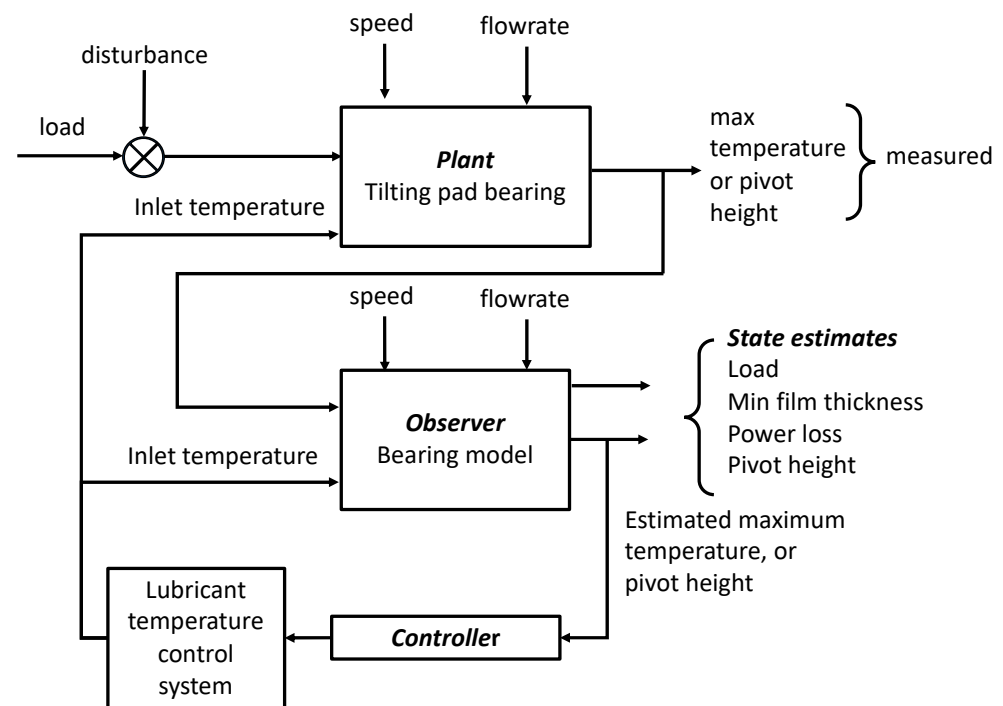 speed
flowrate
disturbance
load
Plant
Tilting pad bearing
max
temperature
or pivot
height
measured
Inlet temperature
speed
flowrate
State estimates
Load
Min film thickness
Power loss
Pivot height
Observer
Bearing model
Inlet temperature
Estimated maximum
temperature, or
pivot height
Lubricant
temperature
control
system
Controller